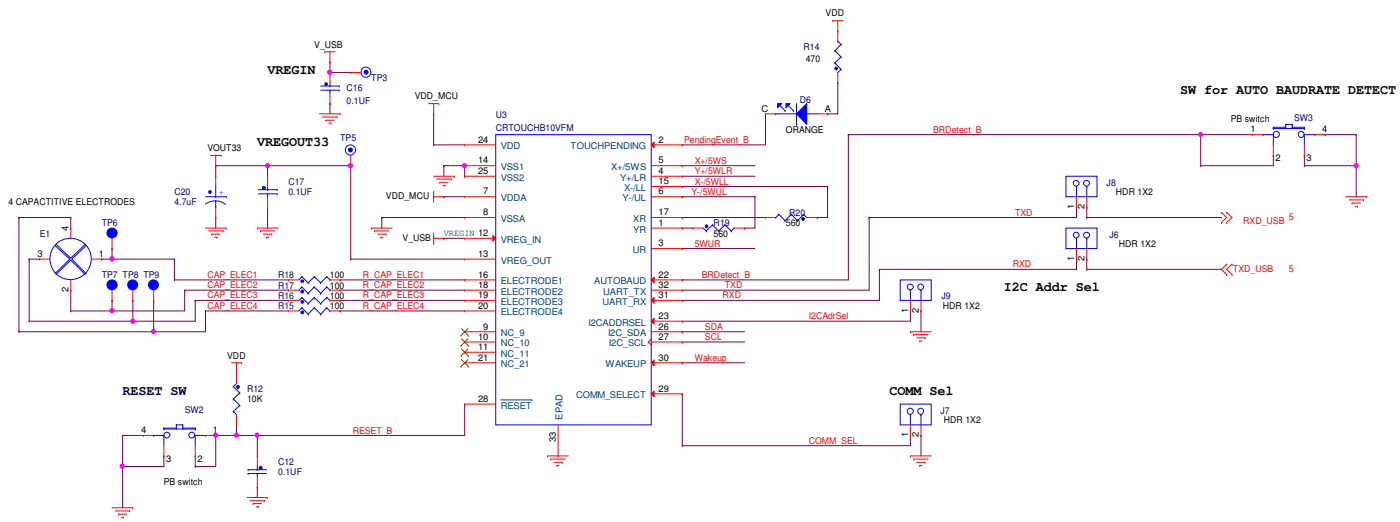 VDD
R14
470
V_USB
VREGIN
TP3
C16
0.1UF
VDD_MCU
D6
C
A
ORANGE
SW for AUTO BAUDRATE DETECT
PB switch
SW3
1
4
2
3
BRDetect_B
U3
CRTOUCHB10VFM
VREGOUT33
TP5
VOUT33
C17
0.1UF
C20
4.7uF
+
24
VDD
14
VSS1
25
VSS2
VDD_MCU
7
VDDA
8
VSSA
V_USB
VREGIN
12
VREG_IN
13
VREG_OUT
TOUCHPENDING
2
PendingEvent_B
X+/5WS
5
X+/5WS
Y+/LR
4
Y+/5WLR
X-/LL
15
X-/5WLL
Y-/UL
6
Y-/5WUL
XR
17
R20
560
YR
1
R19
560
UR
3
5WUR
J8
HDR 1X2
1
2
TXD
RXD_USB
5
J6
HDR 1X2
1
2
RXD
TXD_USB
5
I2C Addr Sel
4 CAPACTITIVE ELECTRODES
E1
4
3
1
2
TP6
TP7
TP8
TP9
CAP_ELEC1
R18
100
R_CAP_ELEC1
16
ELECTRODE1
CAP_ELEC2
R17
100
R_CAP_ELEC2
18
ELECTRODE2
CAP_ELEC3
R16
100
R_CAP_ELEC3
19
ELECTRODE3
CAP_ELEC4
R15
100
R_CAP_ELEC4
20
ELECTRODE4
AUTOBAUD
22
BRDetect_B
UART_TX
32
TXD
UART_RX
31
RXD
J9
HDR 1X2
1
2
I2CADDRSEL
23
I2CAdrSel
I2C_SDA
26
SDA
I2C_SCL
27
SCL
WAKEUP
30
Wakeup
9
NC_9
10
NC_10
11
NC_11
21
NC_21
COMM_SELECT
29
COMM Sel
J7
HDR 1X2
1
2
COMM_SEL
RESET SW
VDD
R12
10K
SW2
4
1
3
2
PB switch
C12
0.1UF
RESET_B
28
RESET
EPAD
33